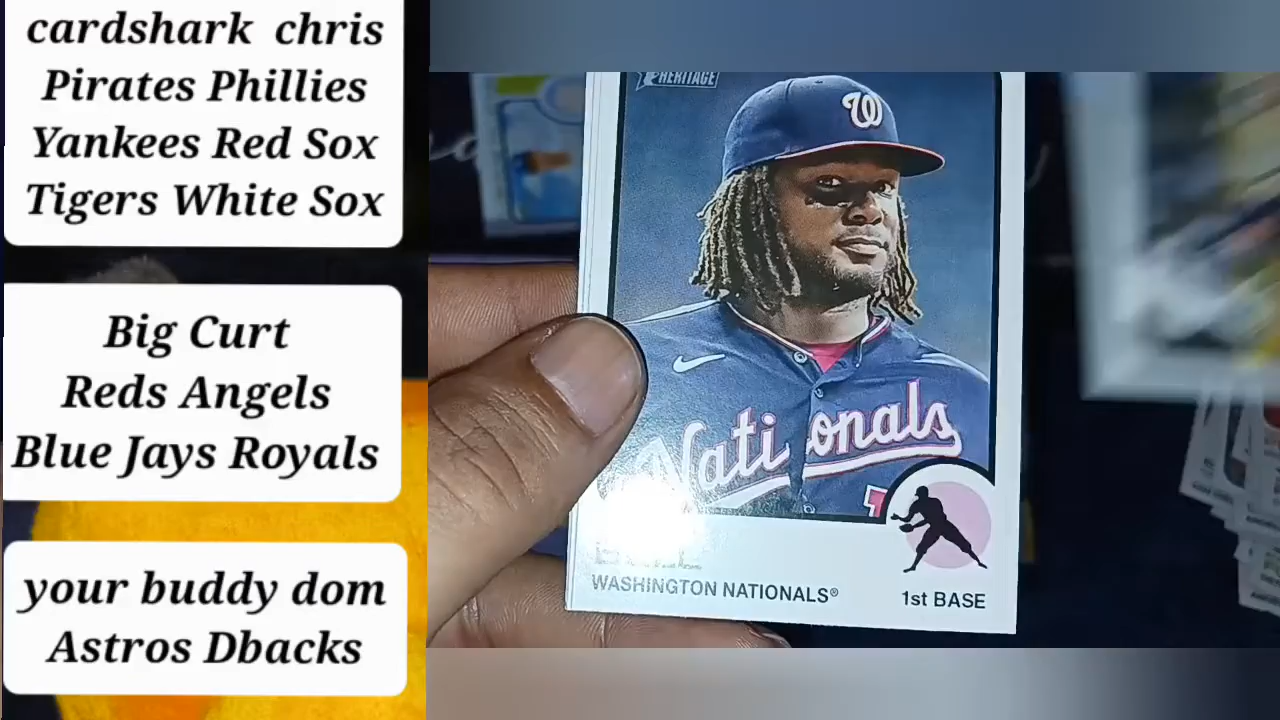 cardshark chris
Pirates Phillies
Yankees Red Sox
Tigers White Sox
Big Curt
Reds Angels
Blue Jays Royals
your buddy dom
Astros Dbacks
HERITAGE
W
Nationals
WASHINGTON NATIONALS®
1st BASE